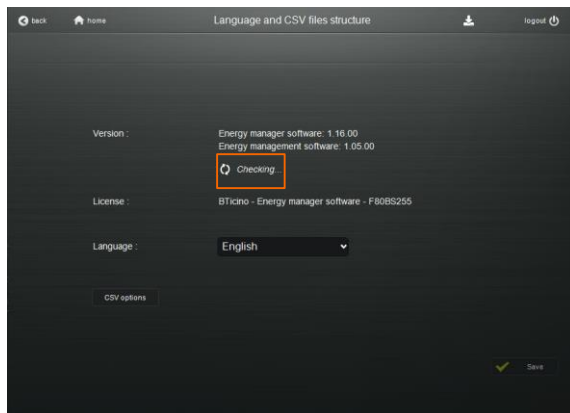 back home Language and CSV files structure logout
Version : Energy manager software: 1.16.00
Energy management software: 1.05.00
Checking...
License : BTicino - Energy manager software - F80BS255
Language : English
CSV options
Save